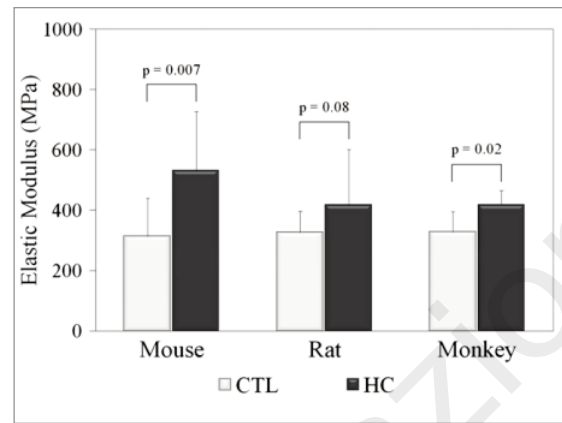 1000
800
600
400
200
0
Elastic Modulus (MPa)
p = 0.007
p = 0.08
p = 0.02
Mouse Rat Monkey
CTL HC
zion